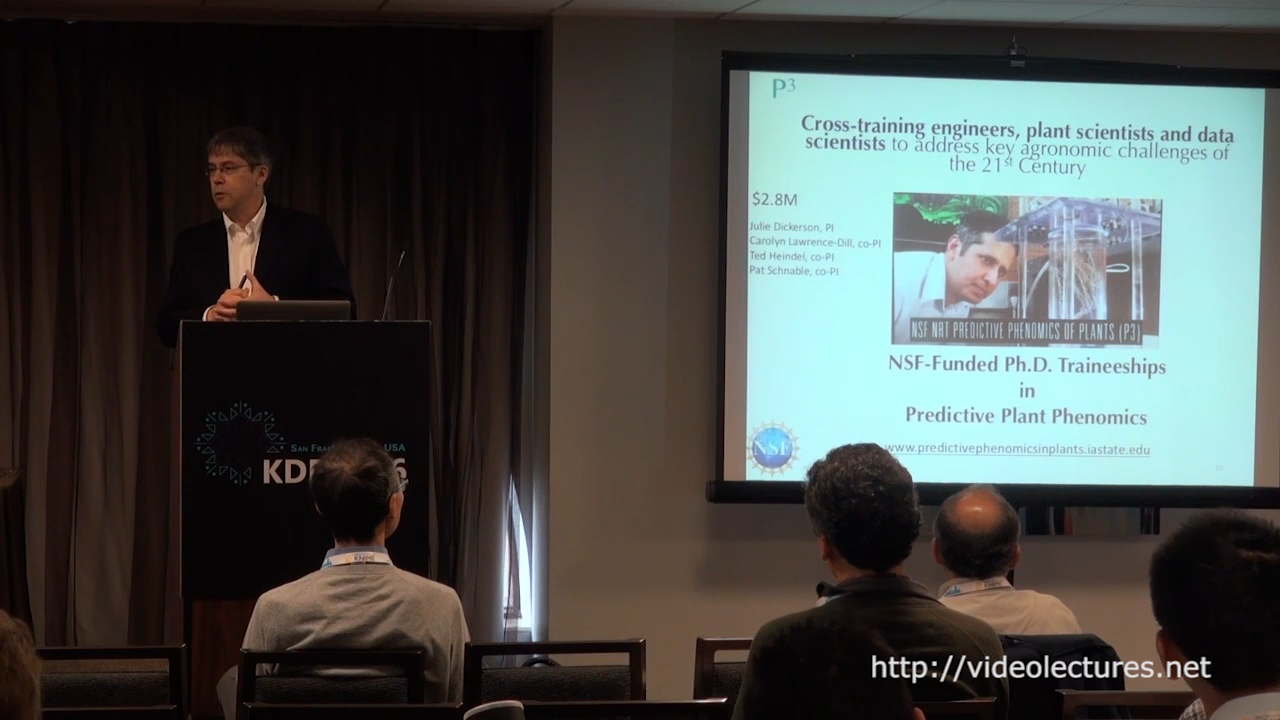 P3
Cross-training engineers, plant scientists and data
scientists to address key agronomic challenges of
the 21st Century
$2.8M
Julie Dickerson, PI
Carolyn Lawrence-Dill, co-PI
Ted Heindel, co-PI
Pat Schnable, co-PI
NSF NRT PREDICTIVE PHENOMICS OF PLANTS (P3)
NSF-Funded Ph.D. Traineeships
in
Predictive Plant Phenomics
NSF
www.predictivephenomicsinplants.iastate.edu
SAN USA
KNIME
http://videolectures.net